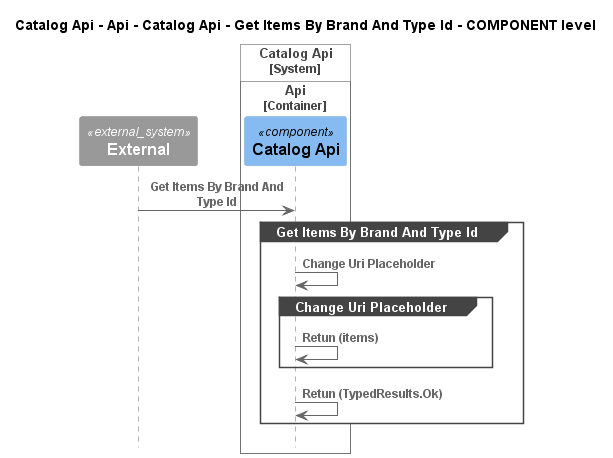 Catalog Api - Api - Catalog Api - Get Items By Brand And Type Id - COMPONENT level
Catalog Api
[System]
Api
[Container]
«external_system»
External
«component»
Catalog Api
Get Items By Brand And
Type Id
Get Items By Brand And Type Id
Change Uri Placeholder
Change Uri Placeholder
Retun (items)
Retun (TypedResults.Ok)